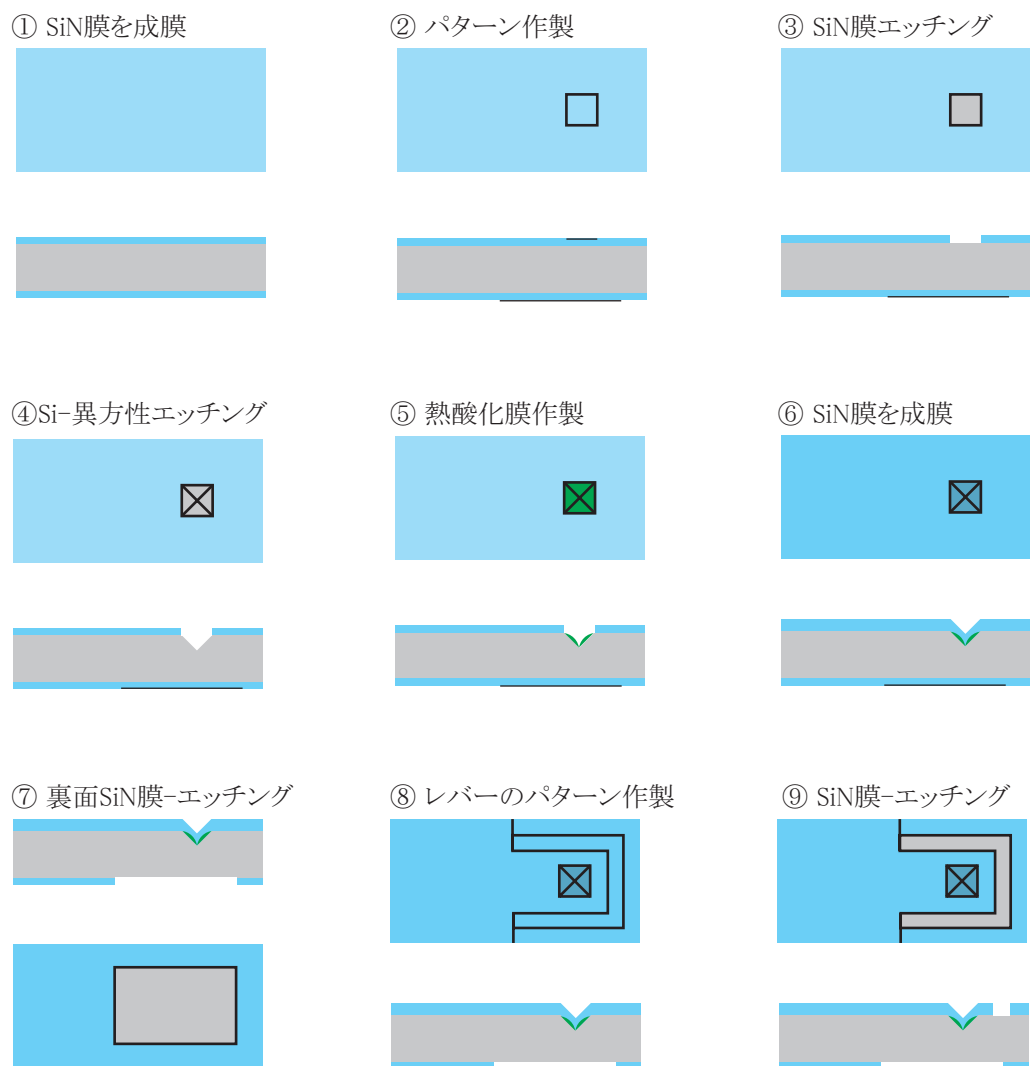 ① SiN膜を成膜
② パターン作製
③ SiN膜エッチング
④Si-異方性エッチング
⑤ 熱酸化膜作製
⑥ SiN膜を成膜
⑦ 裏面SiN膜-エッチング
⑧ レバーのパターン作製
⑨ SiN膜-エッチング